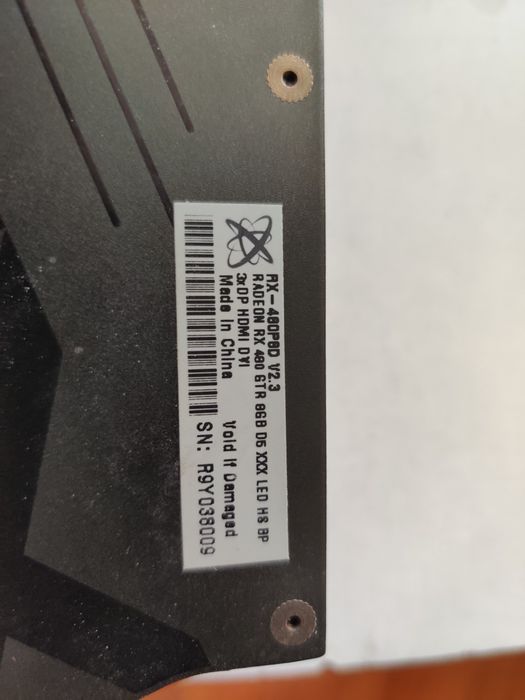 RX-480P8D V2.3
RADEON RX 480 GTR 8GB D5 XXX LED HS BP
3xDP HDMI DVI
Made In China Void If Damaged
SN: R9Y038009